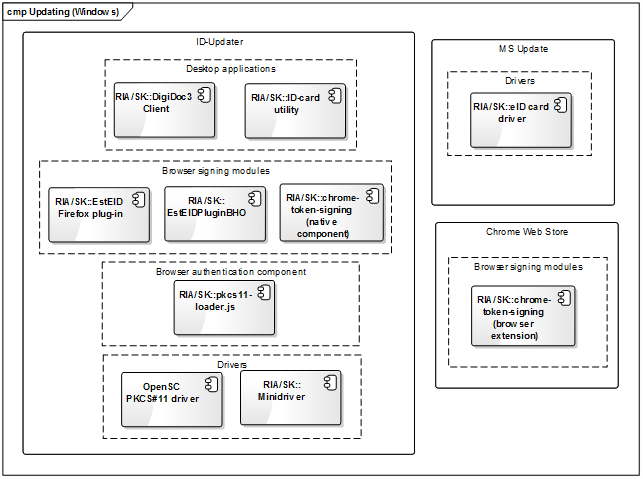 cmp Updating (Windows)
ID-Updater
Desktop applications
RIA/SK::DigiDoc3
Client
RIA/SK::ID-card
utility
Browser signing modules
RIA/SK::EstEID
Firefox plug-in
RIA/SK::
EstEIDPluginBHO
RIA/SK::chrome-
token-signing
(native
component)
Browser authentication component
RIA/SK::pkcs11-
loader.js
Drivers
OpenSC
PKCS#11 driver
RIA/SK::
Minidriver
MS Update
Drivers
RIA/SK::eID card
driver
Chrome Web Store
Browser signing modules
RIA/SK::chrome-
token-signing
(browser
extension)